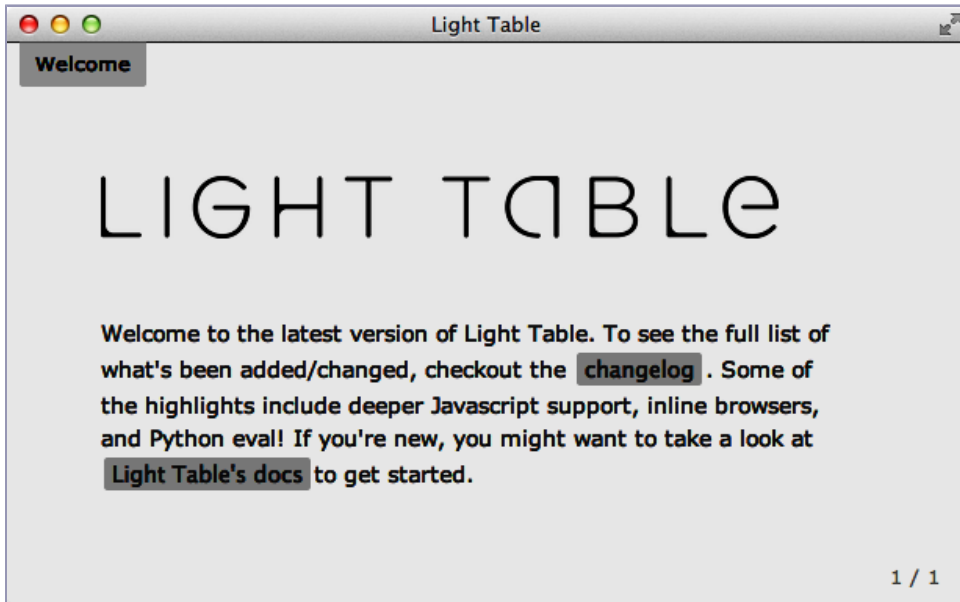 Light Table
Welcome
LIGHT TaBLe
Welcome to the latest version of Light Table. To see the full list of
what's been added/changed, checkout the changelog . Some of
the highlights include deeper Javascript support, inline browsers,
and Python eval! If you're new, you might want to take a look at
Light Table's docs to get started.
1 / 1